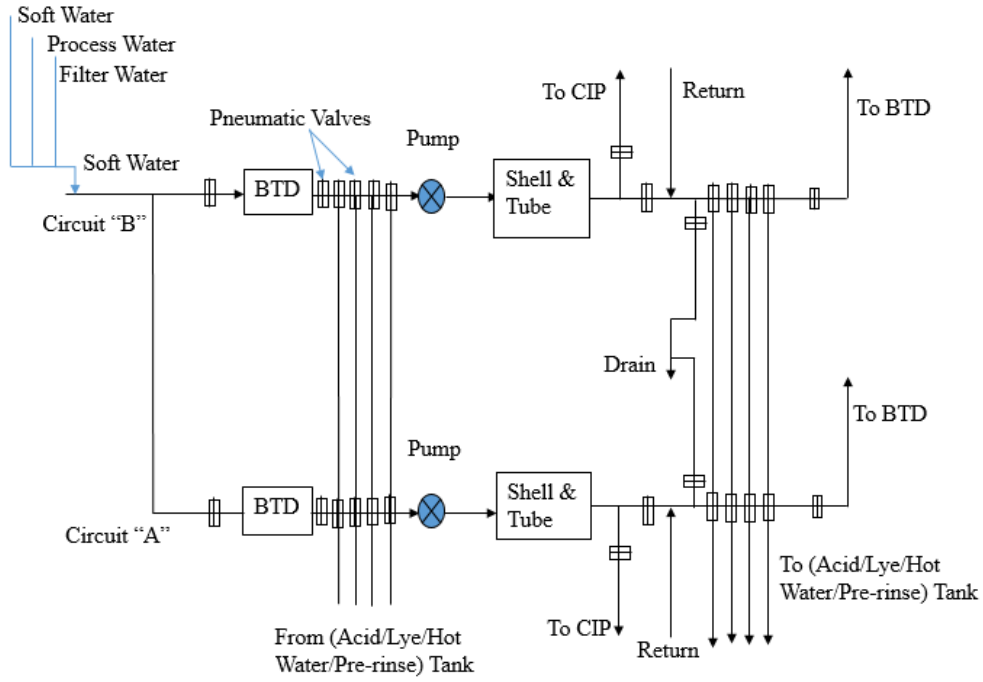 Soft Water
Process Water
Filter Water
Soft Water
Circuit “B”
BTD
Pneumatic Valves
Pump
Shell &
Tube
To CIP
Return
To BTD
Drain
To BTD
Pump
Circuit “A”
BTD
Shell &
Tube
To (Acid/Lye/Hot
Water/Pre-rinse) Tank
From (Acid/Lye/Hot
Water/Pre-rinse) Tank
To CIP
Return